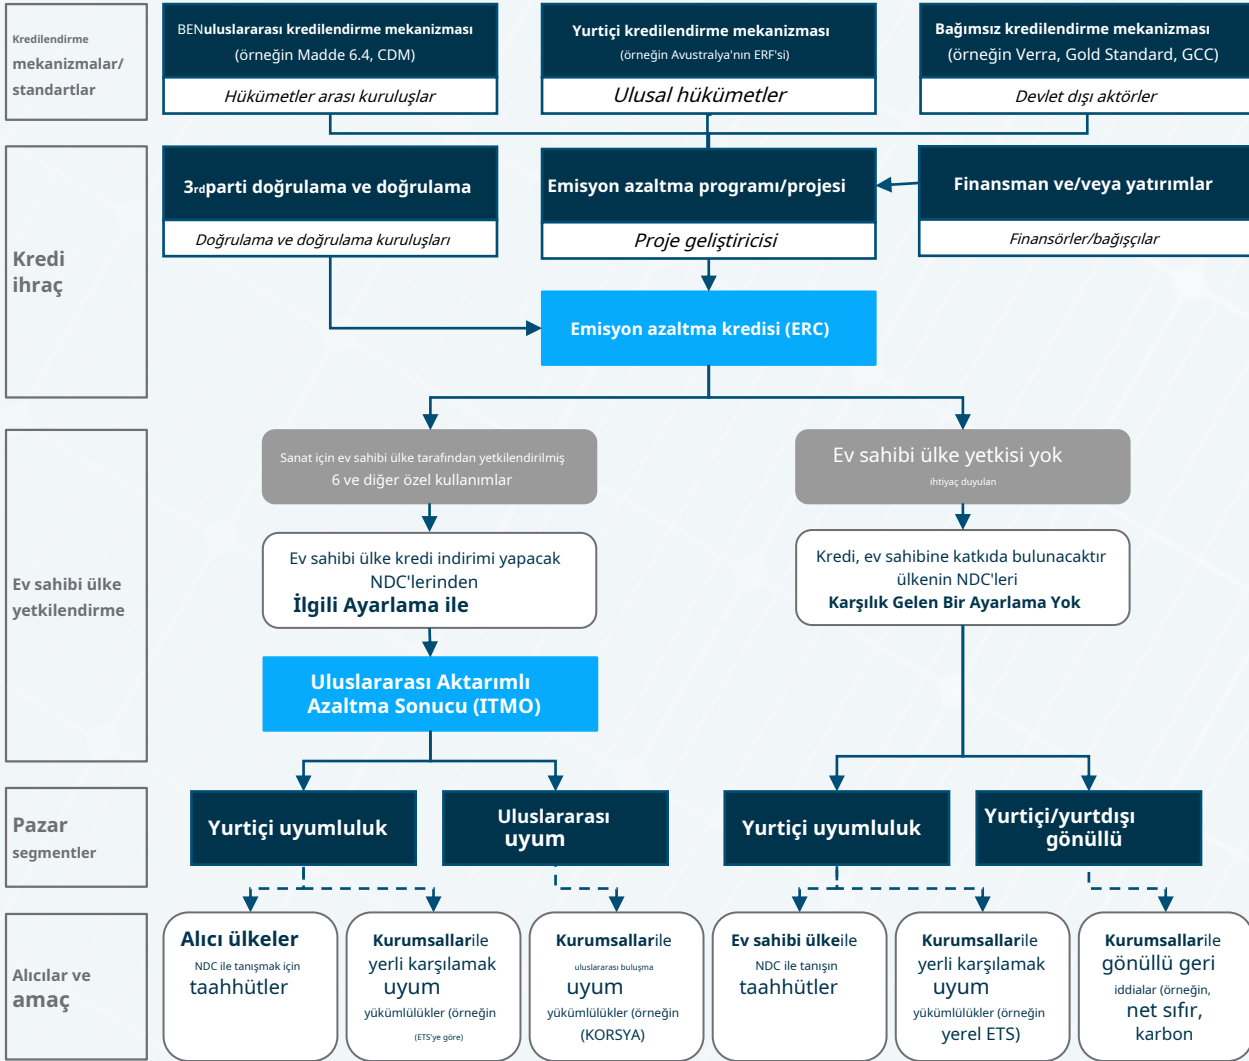 Kredilendirme
mekanizmalar/
standartlar
BENuluslararası kredilendirme mekanizması
(örneğin Madde 6.4, CDM)
Hükümetler arası kuruluşlar
Yurtiçi kredilendirme mekanizması
(örneğin Avustralya'nın ERF'si)
Ulusal hükümetler
Bağımsız kredilendirme mekanizması
(örneğin Verra, Gold Standard, GCC)
Devlet dışı aktörler
Kredi
ihraç
3rdparti doğrulama ve doğrulama
Doğrulama ve doğrulama kuruluşları
Emisyon azaltma programı/projesi
Proje geliştiricisi
Finansman ve/veya yatırımlar
Finansörler/bağışçılar
Emisyon azaltma kredisi (ERC)
Ev sahibi ülke
yetkilendirme
Sanat için ev sahibi ülke tarafından yetkilendirilmiş
6 ve diğer özel kullanımlar
Ev sahibi ülke yetkisi yok
ihtiyaç duyulan
Ev sahibi ülke kredi indirimi yapacak
NDC'lerinden
İlgili Ayarlama ile
Kredi, ev sahibine katkıda bulunacaktır
ülkenin NDC'leri
Karşılık Gelen Bir Ayarlama Yok
Uluslararası Aktarımlı
Azaltma Sonucu (ITMO)
Pazar
segmentler
Yurtiçi uyumluluk
Uluslararası
uyum
Yurtiçi uyumluluk
Yurtiçi/yurtdışı
gönüllü
Alıcılar ve
amaç
Alıcı ülkeler
NDC ile tanışmak için
taahhütler
Kurumsallarile
yerli karşılamak
uyum
yükümlülükler (örneğin
(ETS'ye göre)
Kurumsallarile
uluslararası buluşma
uyum
yükümlülükler (örneğin
(KORSYA)
Ev sahibi ülkeile
NDC ile tanışın
taahhütler
Kurumsallarile
yerli karşılamak
uyum
yükümlülükler (örneğin
yerel ETS)
Kurumsallarile
gönüllü geri
iddialar (örneğin,
net sıfır,
karbon